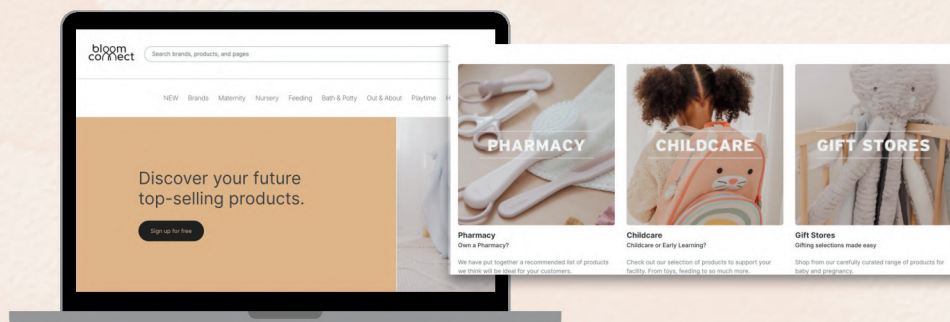 bloom
connect
Search brands, products, and pages
NEW Brands Maternity Nursery Feeding Bath & Potty Out & About Playtime
Discover your future
top-selling products.
Sign up for free
PHARMACY
Pharmacy
Own a Pharmacy?
We have put together a recommended list of products
we think will be ideal for your customers.
CHILDCARE
Childcare
Childcare or Early Learning?
Check out our selection of products to support your
facility. From toys, feeding to so much more.
GIFT STORES
Gift Stores
Gifting selections made easy
Shop from our carefully curated range of products for
baby and pregnancy.